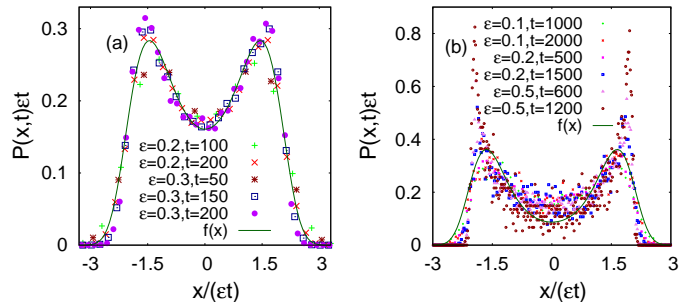 (a)
P(x,t)εt
0.3
0.2
0.1
0
ε=0.2,t=100
ε=0.2,t=200
ε=0.3,t=50
ε=0.3,t=150
ε=0.3,t=200
f(x)
-3 -1.5 0 1.5 3
x/(εt)
(b)
P(x,t)εt
1
0.8
0.6
0.4
0.2
0
ε=0.1,t=1000
ε=0.1,t=2000
ε=0.2,t=500
ε=0.2,t=1500
ε=0.5,t=600
ε=0.5,t=1200
f(x)
-3 -1.5 0 1.5 3
x/(εt)